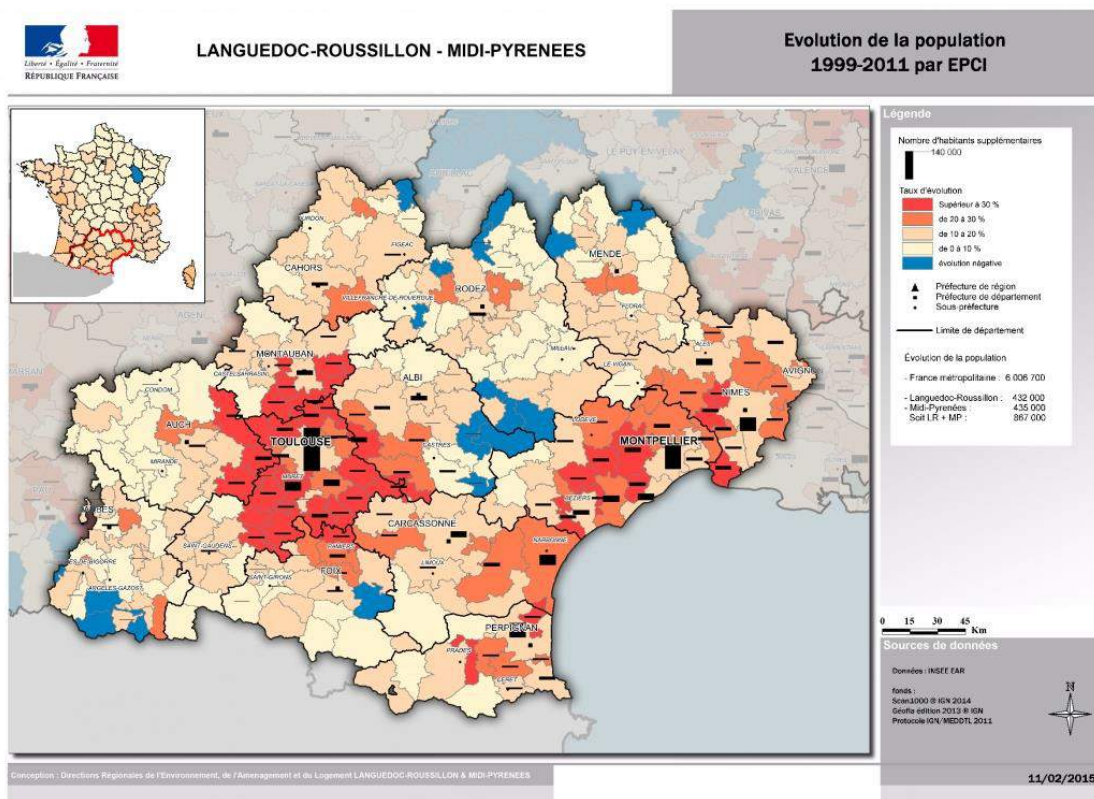 Liberté • Égalité • Fraternité
RÉPUBLIQUE FRANÇAISE
LANGUEDOC-ROUSSILLON - MIDI-PYRENEES
Evolution de la population
1999-2011 par EPCI
Légende
Nombre d'habitants supplémentaires
140 000
Taux d'évolution
Supérieur à 30 %
de 20 à 30 %
de 10 à 20 %
de 0 à 10 %
évolution négative
Préfecture de région
Préfecture de département
Sous-préfecture
Limite de département
Évolution de la population
- France métropolitaine : 6 006 700
- Languedoc-Roussillon : 432 000
- Midi-Pyrenées : 435 000
Soit LR + MP : 867 000
LE PUY-EN-VELAY
VALENCE
AGEN
GOURDON
FIGEAC
CAHORS
MENDE
RODEZ
VILLEFRANCHE-DE-ROUERGUE
FLORAC
MILLAU
ALES
LE VIGAN
AVIGNON
NIMES
MONTAUBAN
CASTELSARRASIN
ALBI
CONDOM
AUCH
TOULOUSE
CASTRES
LODEVE
MONTPELLIER
MIRANDE
MURET
BEZIERS
CARCASSONNE
NARBONNE
SAINT-GAUDENS
PAMIERS
LIMOUX
FOIX
SAINT-GIRONS
ARGELES-GAZOST
PERPIGNAN
PRADES
CERET
0 15 30 45
Km
Sources de données
Données : INSEE EAR
fonds :
Scan1000 ® IGN 2014
Géofla édition 2013 ® IGN
Protocole IGN/MEDDTL 2011
N
Conception : Directions Régionales de l'Environnement, de l'Amenagement et du Logement LANGUEDOC-ROUSSILLON & MIDI-PYRENEES
11/02/2015